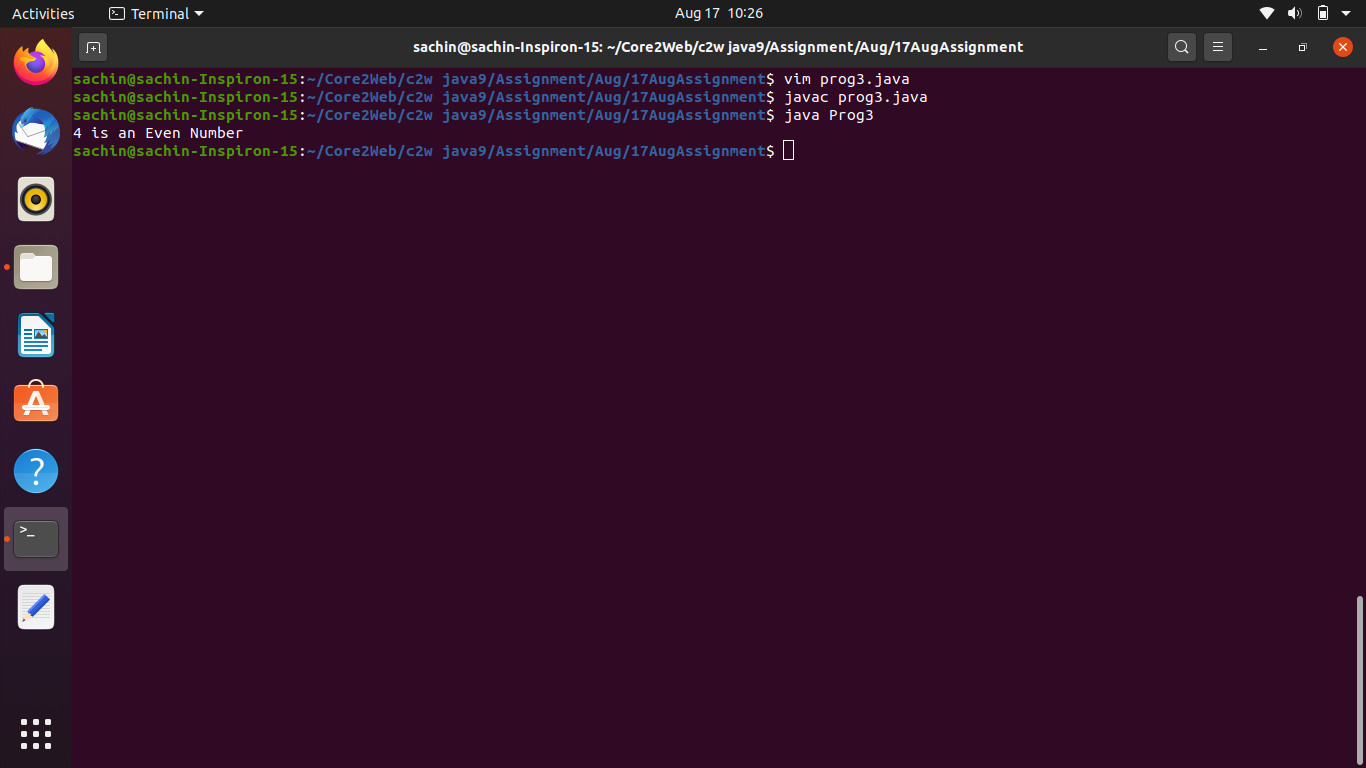 Activities Terminal Aug 17 10:26
sachin@sachin-Inspiron-15: ~/Core2Web/c2w java9/Assignment/Aug/17AugAssignment
sachin@sachin-Inspiron-15:~/Core2Web/c2w java9/Assignment/Aug/17AugAssignment$ vim prog3.java
sachin@sachin-Inspiron-15:~/Core2Web/c2w java9/Assignment/Aug/17AugAssignment$ javac prog3.java
sachin@sachin-Inspiron-15:~/Core2Web/c2w java9/Assignment/Aug/17AugAssignment$ java Prog3
4 is an Even Number
sachin@sachin-Inspiron-15:~/Core2Web/c2w java9/Assignment/Aug/17AugAssignment$